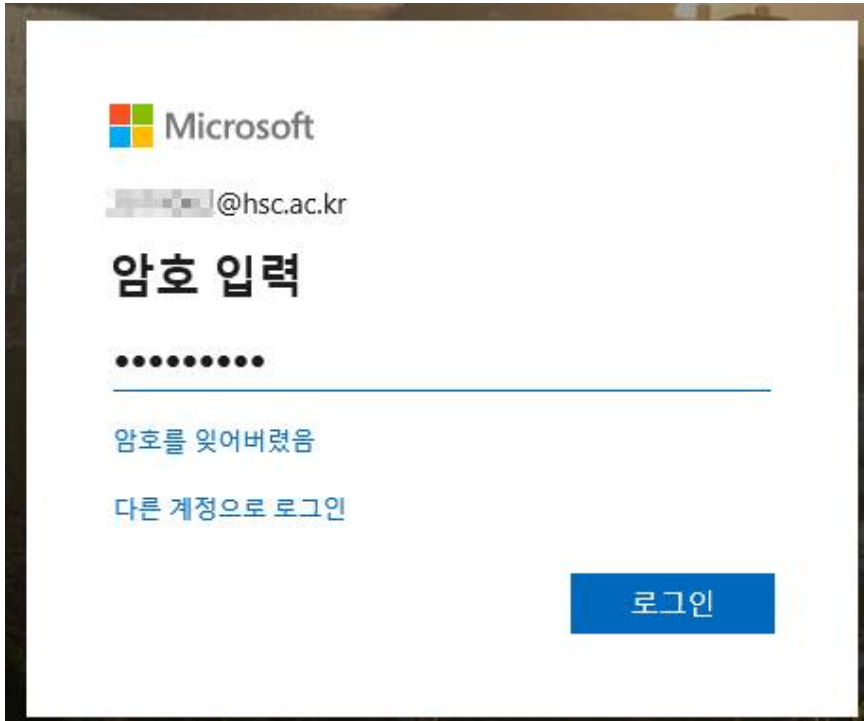 Microsoft
@hsc.ac.kr
암호 입력
암호를 잊어버렸음
다른 계정으로 로그인
로그인